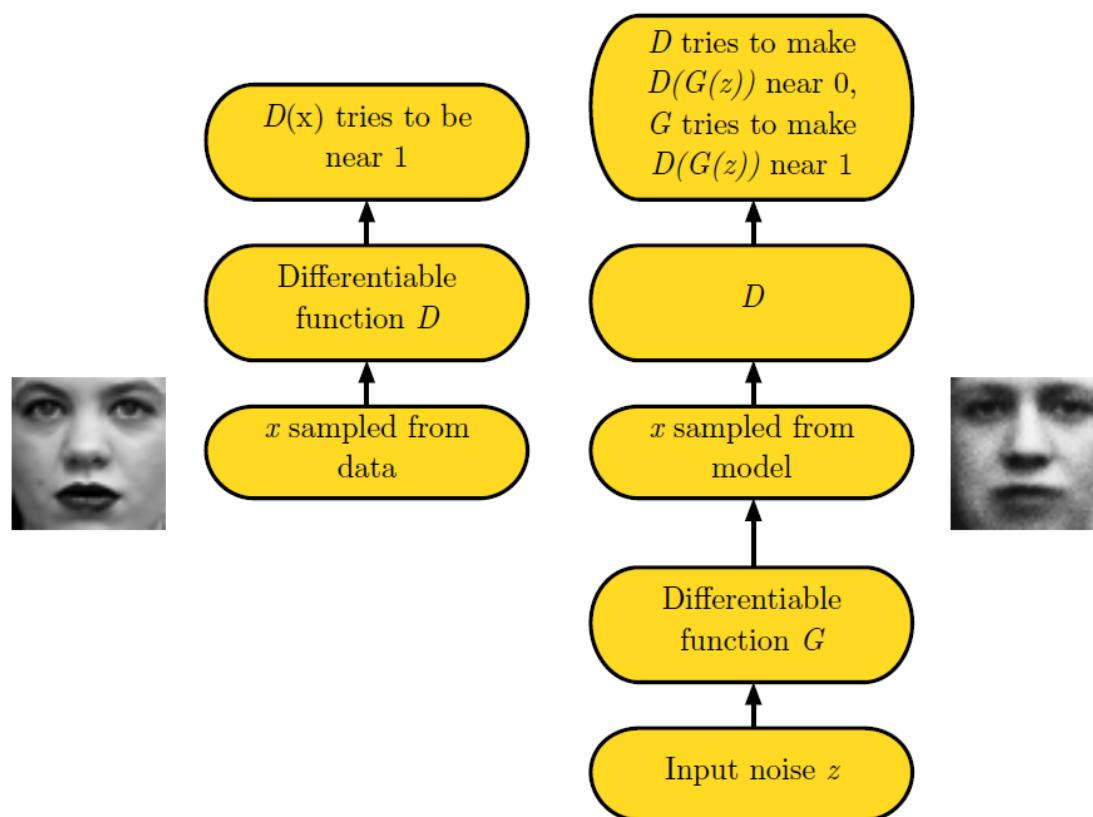 D(x) tries to be
near 1
Differentiable
function D
x sampled from
data
D tries to make
D(G(z)) near 0,
G tries to make
D(G(z)) near 1
D
x sampled from
model
Differentiable
function G
Input noise z